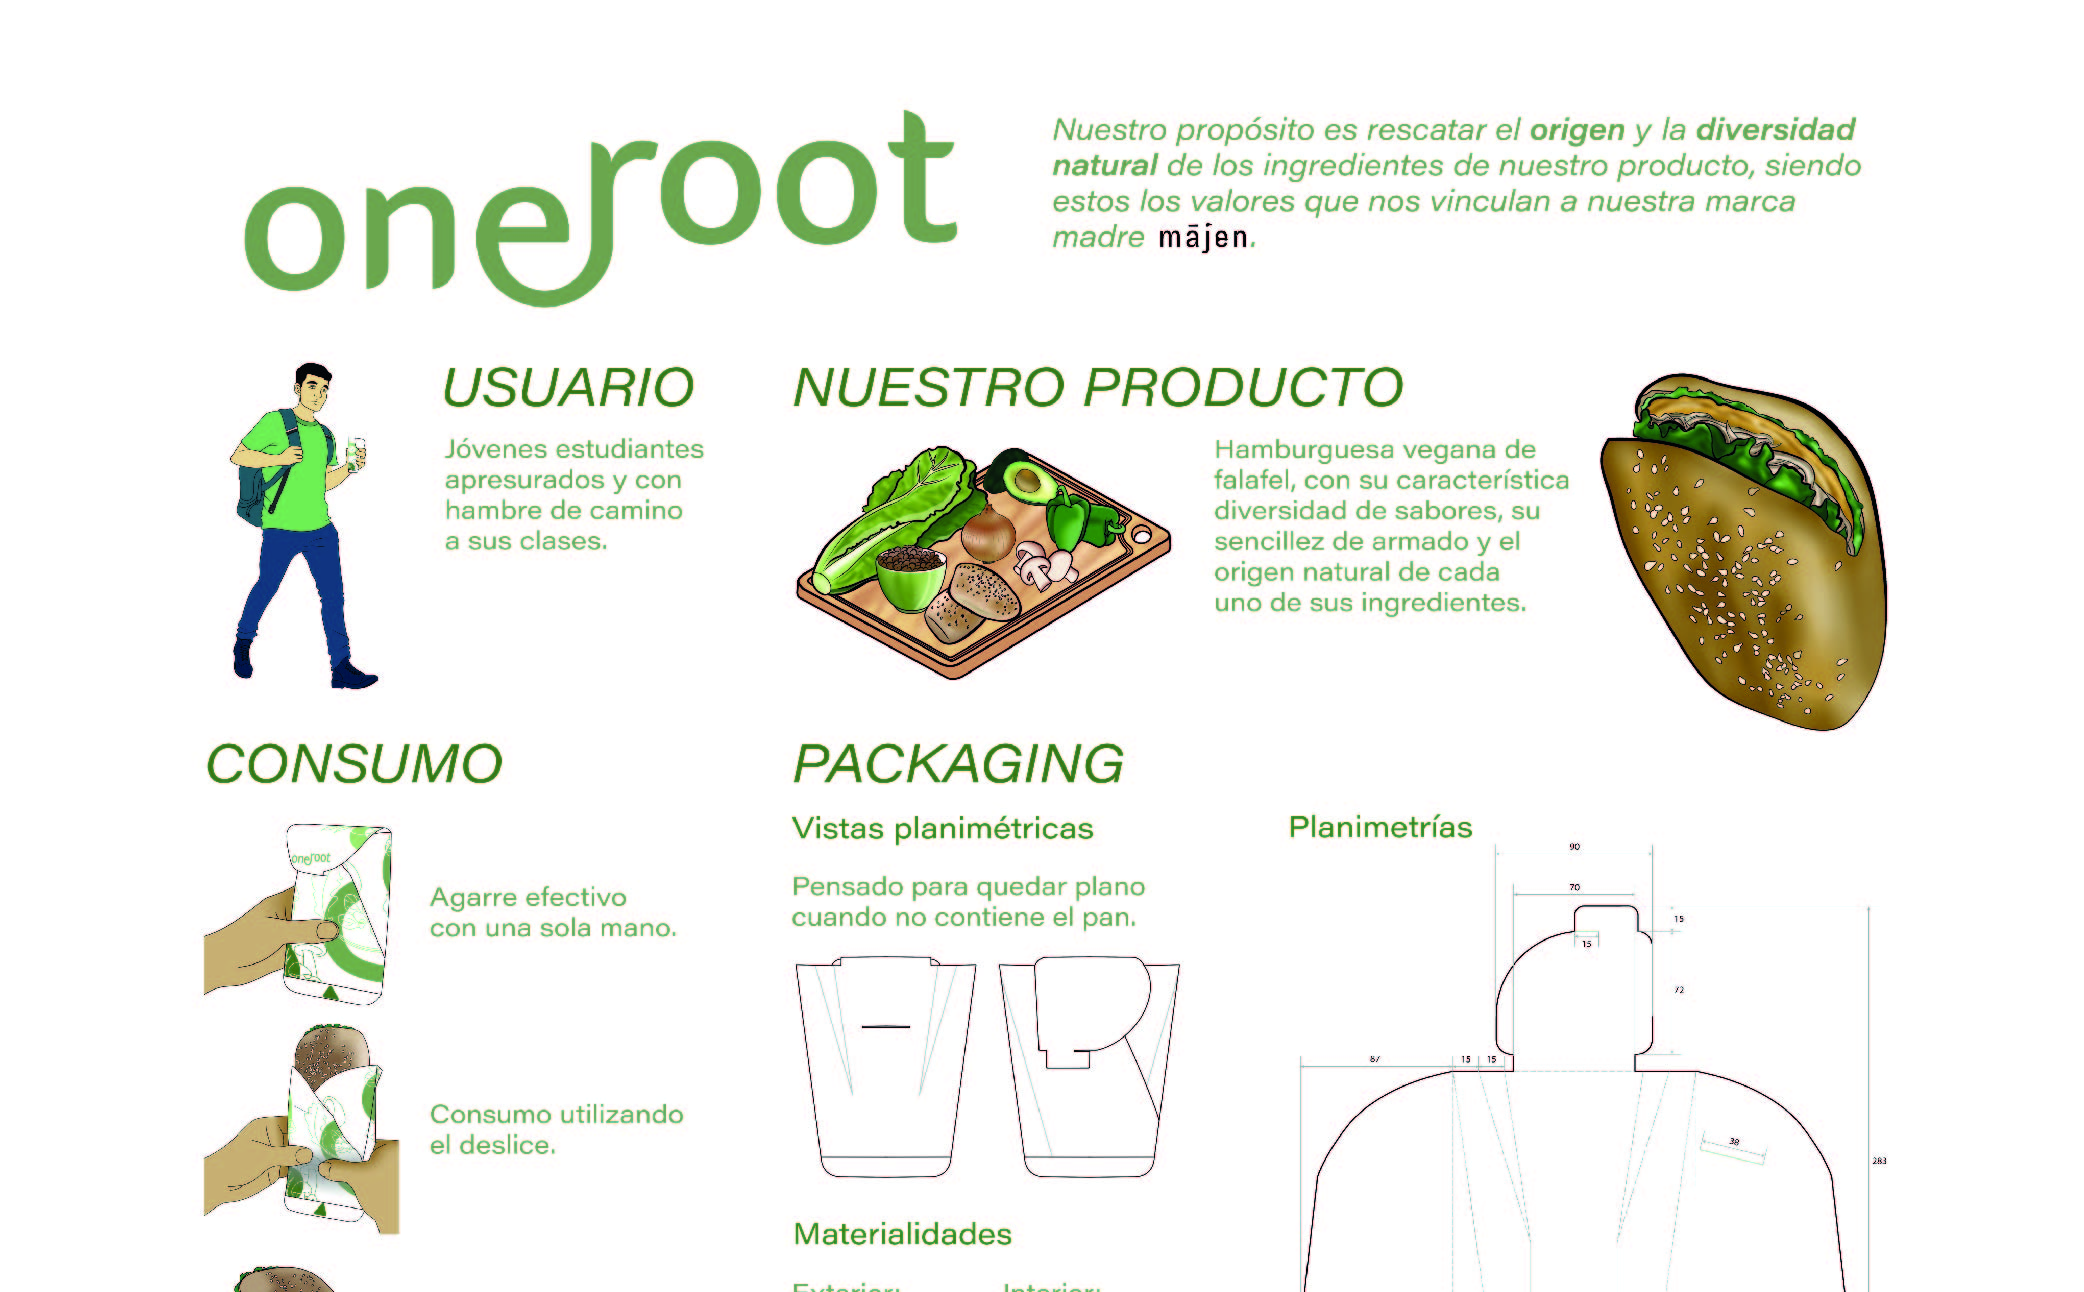 oneroot
Nuestro propósito es rescatar el origen y la diversidad
natural de los ingredientes de nuestro producto, siendo
estos los valores que nos vinculan a nuestra marca
madre mājen.
USUARIO
Jóvenes estudiantes
apresurados y con
hambre de camino
a sus clases.
NUESTRO PRODUCTO
Hamburguesa vegana de
falafel, con su característica
diversidad de sabores, su
sencillez de armado y el
origen natural de cada
uno de sus ingredientes.
CONSUMO
oneroot
Agarre efectivo
con una sola mano.
Consumo utilizando
el deslice.
PACKAGING
Vistas planimétricas
Pensado para quedar plano
cuando no contiene el pan.
Materialidades
Exterior: Interior:
Planimetrías
90
70
15
15
72
87 15 15
38
283